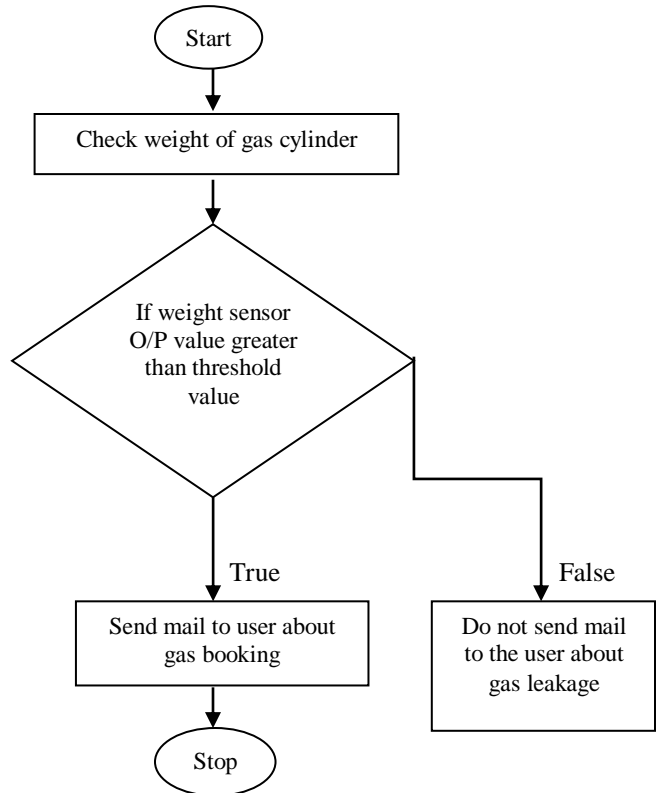 Start
Check weight of gas cylinder
If weight sensor
O/P value greater
than threshold
value
True
False
Send mail to user about
gas booking
Do not send mail
to the user about
gas leakage
Stop